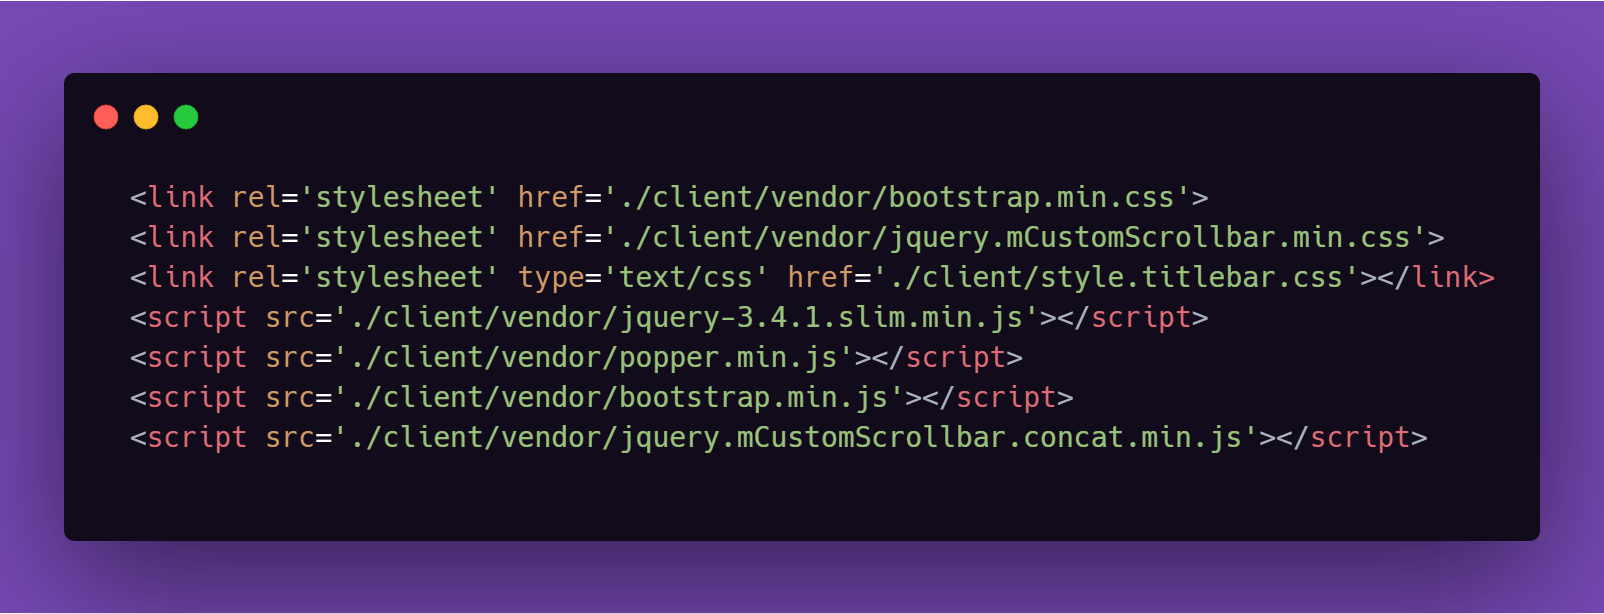 <link rel='stylesheet' href='./client/vendor/bootstrap.min.css'>
<link rel='stylesheet' href='./client/vendor/jquery.mCustomScrollbar.min.css'>
<link rel='stylesheet' type='text/css' href='./client/style.titlebar.css'></link>
<script src='./client/vendor/jquery-3.4.1.slim.min.js'></script>
<script src='./client/vendor/popper.min.js'></script>
<script src='./client/vendor/bootstrap.min.js'></script>
<script src='./client/vendor/jquery.mCustomScrollbar.concat.min.js'></script>